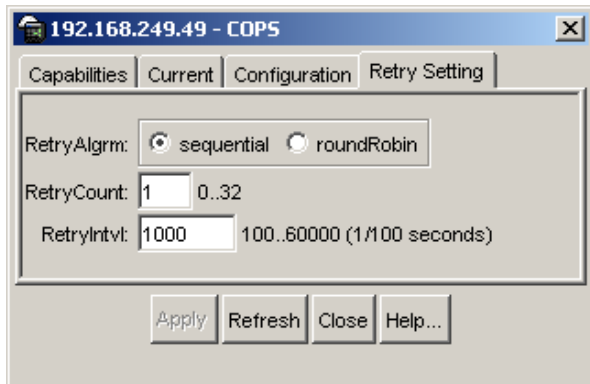 192.168.249.49 - COPS
Capabilities Current Configuration Retry Setting
RetryAlgrm: sequential roundRobin
RetryCount: 1 0..32
RetryIntvl: 1000 100..60000 (1/100 seconds)
Apply Refresh Close Help...